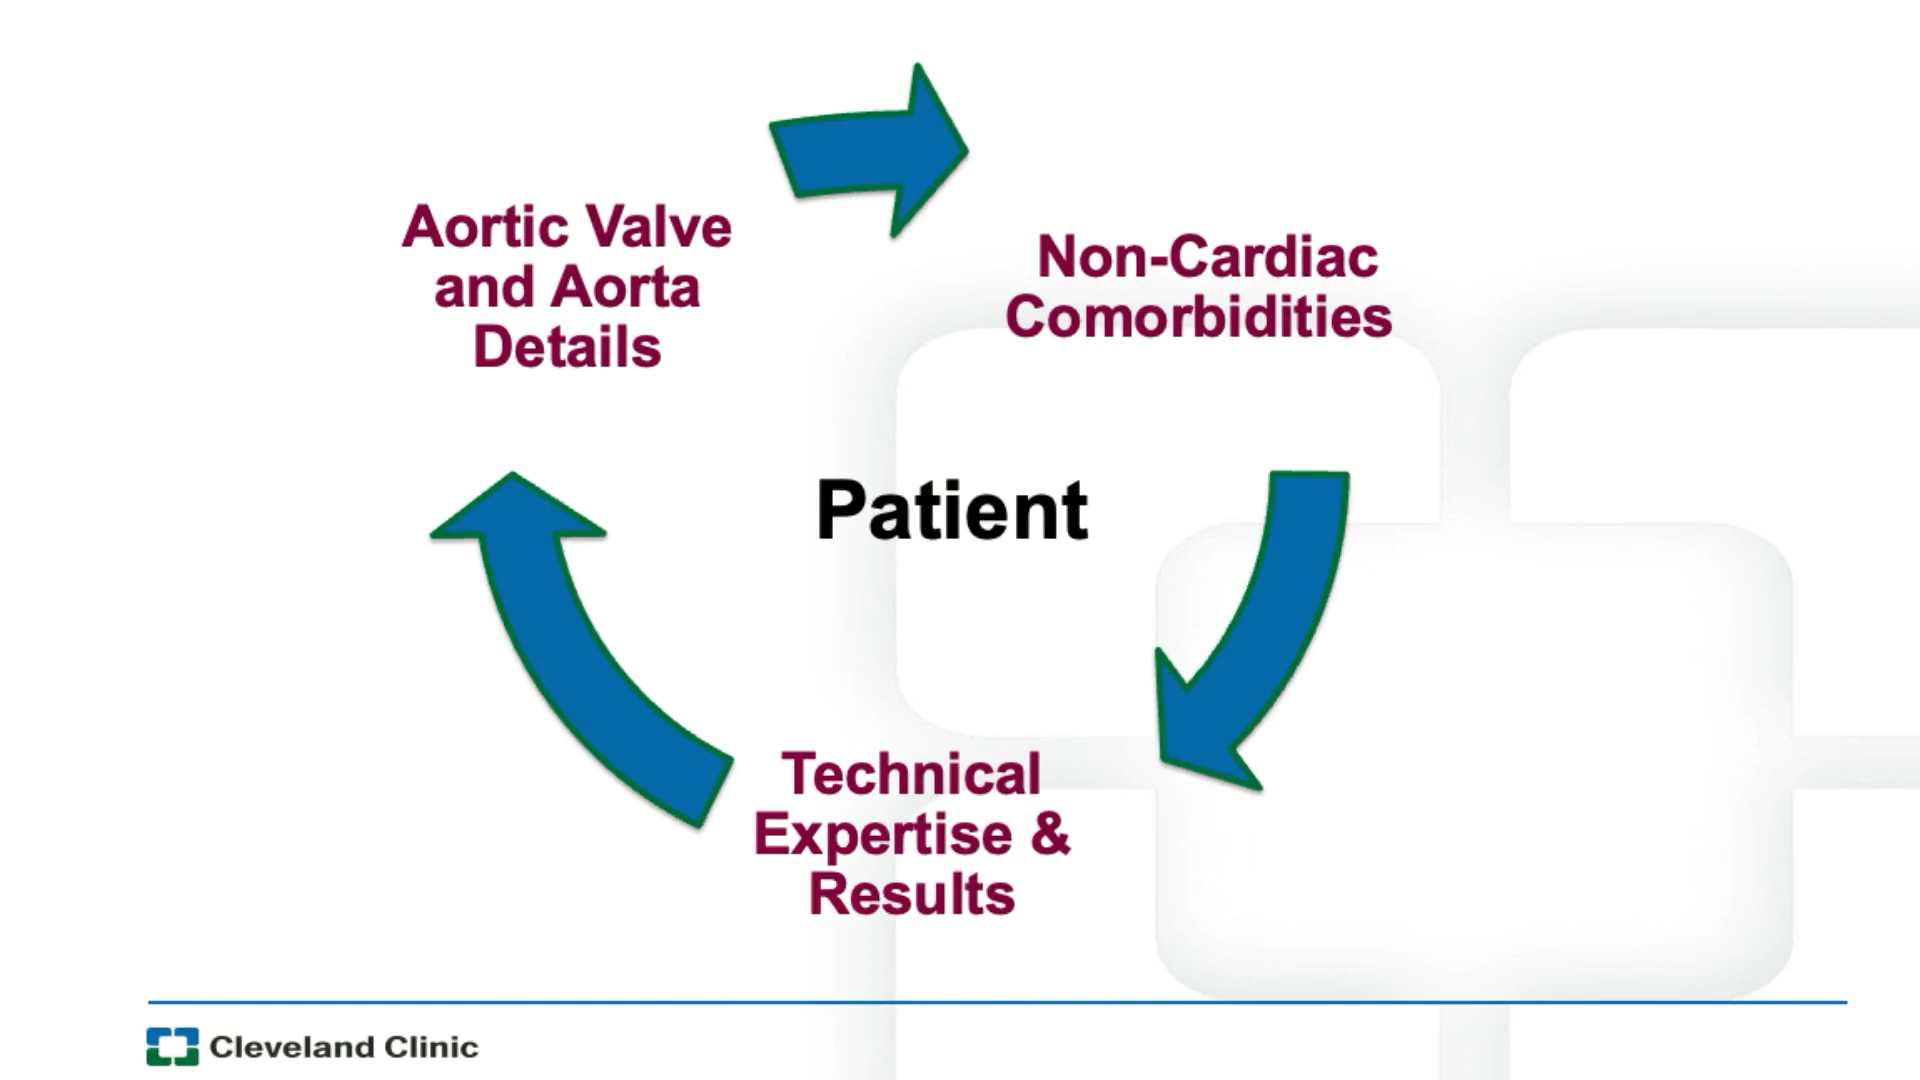 Aortic Valve
and Aorta
Details
Non-Cardiac
Comorbidities
Patient
Technical
Expertise &
Results
Cleveland Clinic